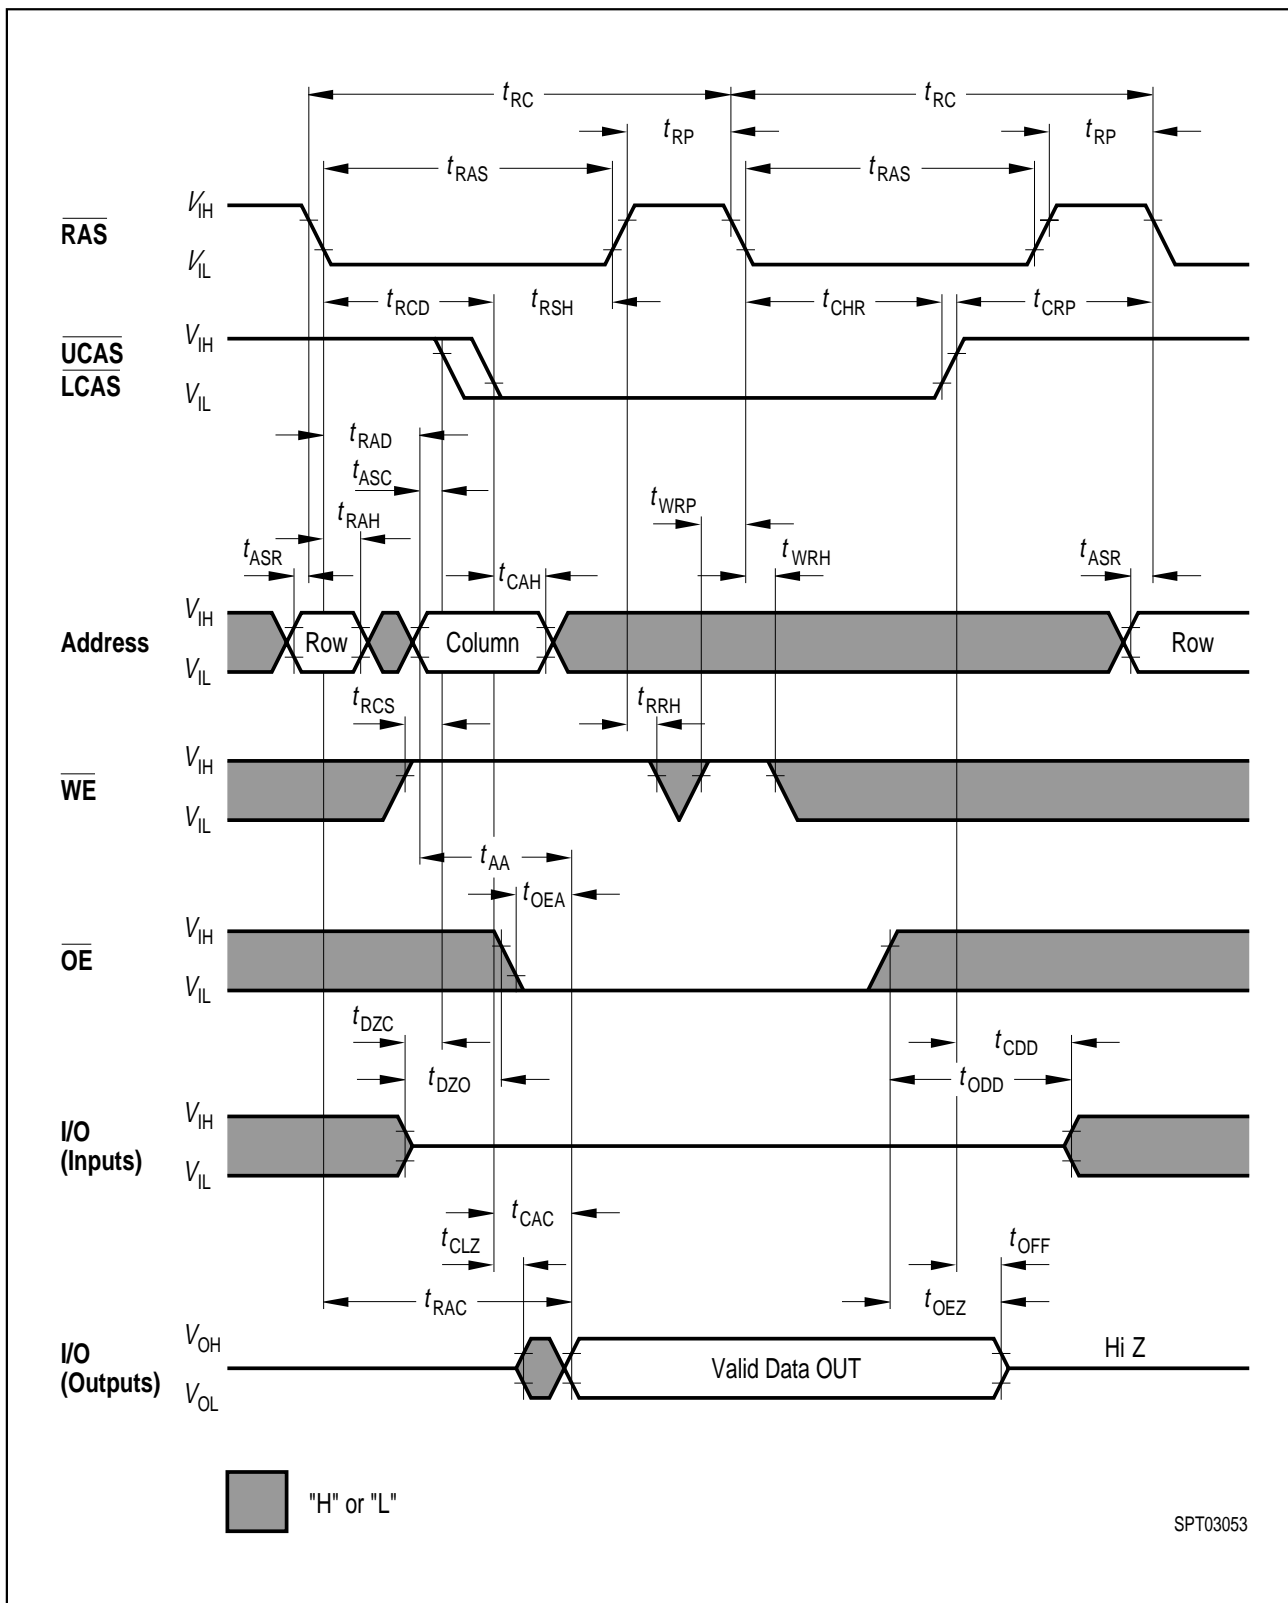 tRC tRC
tRP tRP
tRAS tRAS
RAS VIH
VIL
tRCD tRSH tCHR tCRP
UCAS VIH
LCAS VIL
tRAD
tASC
tWRP
tRAH
tASR tCAH tWRH tASR
Address VIH
Row Column Row
VIL
tRCS tRRH
WE VIH
VIL
tAA
tOEA
OE VIH
VIL
tDZC tCDD
tDZO tODD
I/O VIH
(Inputs) VIL
tCAC
tCLZ tOFF
tRAC tOEZ
I/O VOH Hi Z
Valid Data OUT
(Outputs) VOL
"H" or "L"
SPT03053